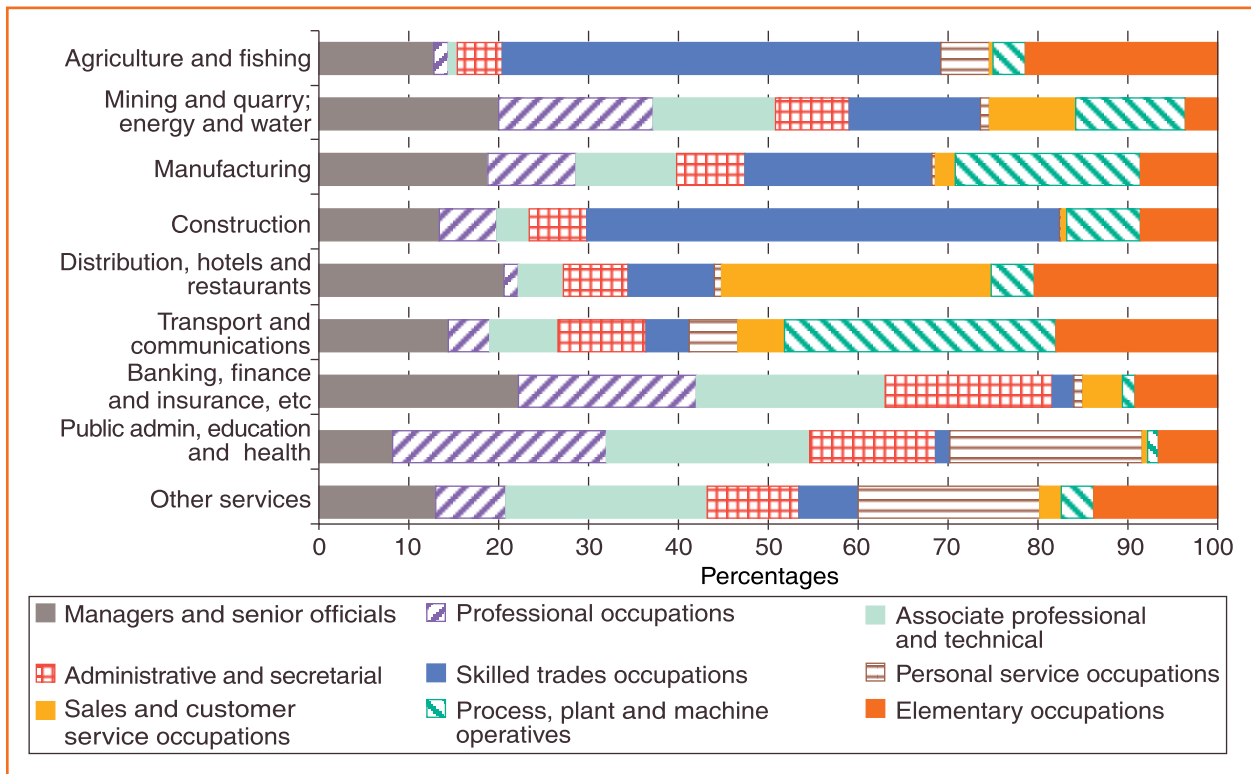 Agriculture and fishing
Mining and quarry;
energy and water
Manufacturing
Construction
Distribution, hotels and
restaurants
Transport and
communications
Banking, finance
and insurance, etc
Public admin, education
and health
Other services
0 10 20 30 40 50 60 70 80 90 100
Percentages
Managers and senior officials
Professional occupations
Associate professional
and technical
Administrative and secretarial
Skilled trades occupations
Personal service occupations
Sales and customer
service occupations
Process, plant and machine
operatives
Elementary occupations